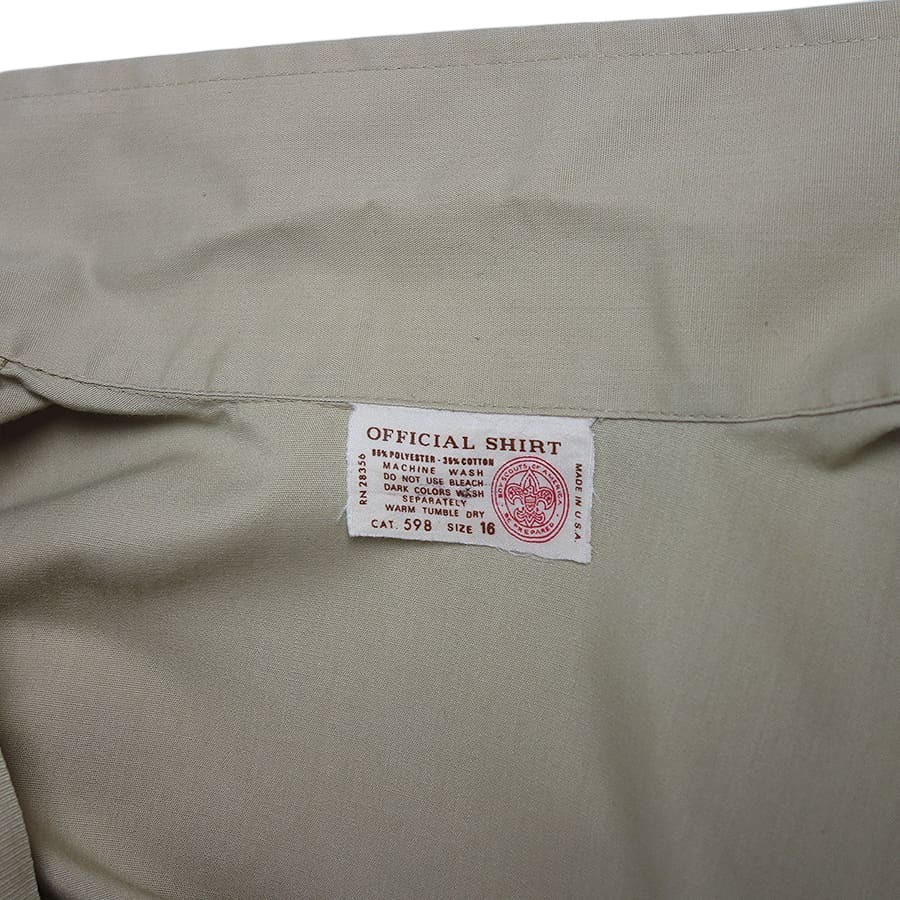 OFFICIAL SHIRT
65% POLYESTER - 35% COTTON
MACHINE WASH
DO NOT USE BLEACH
DARK COLORS WASH
SEPARATELY
WARM TUMBLE DRY
CAT. 598 SIZE 16
RN 28356
BOY SCOUTS OF AMERICA
BE PREPARED
MADE IN U.S.A.